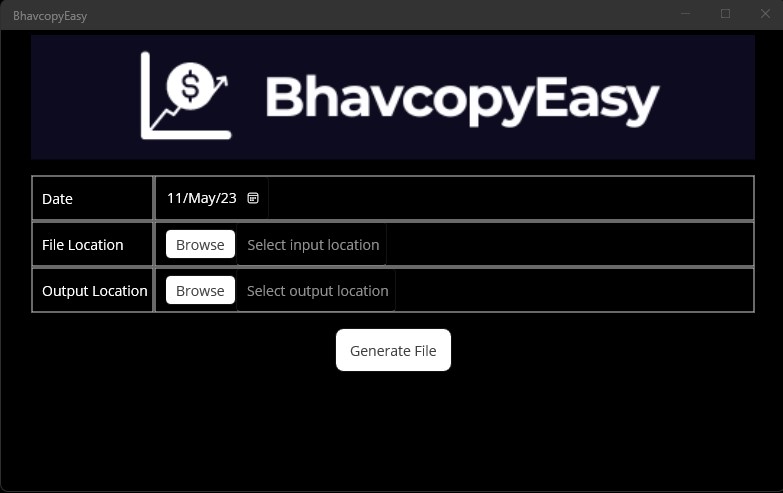 BhavcopyEasy
$ BhavcopyEasy
Date 11/May/23
File Location Browse Select input location
Output Location Browse Select output location
Generate File